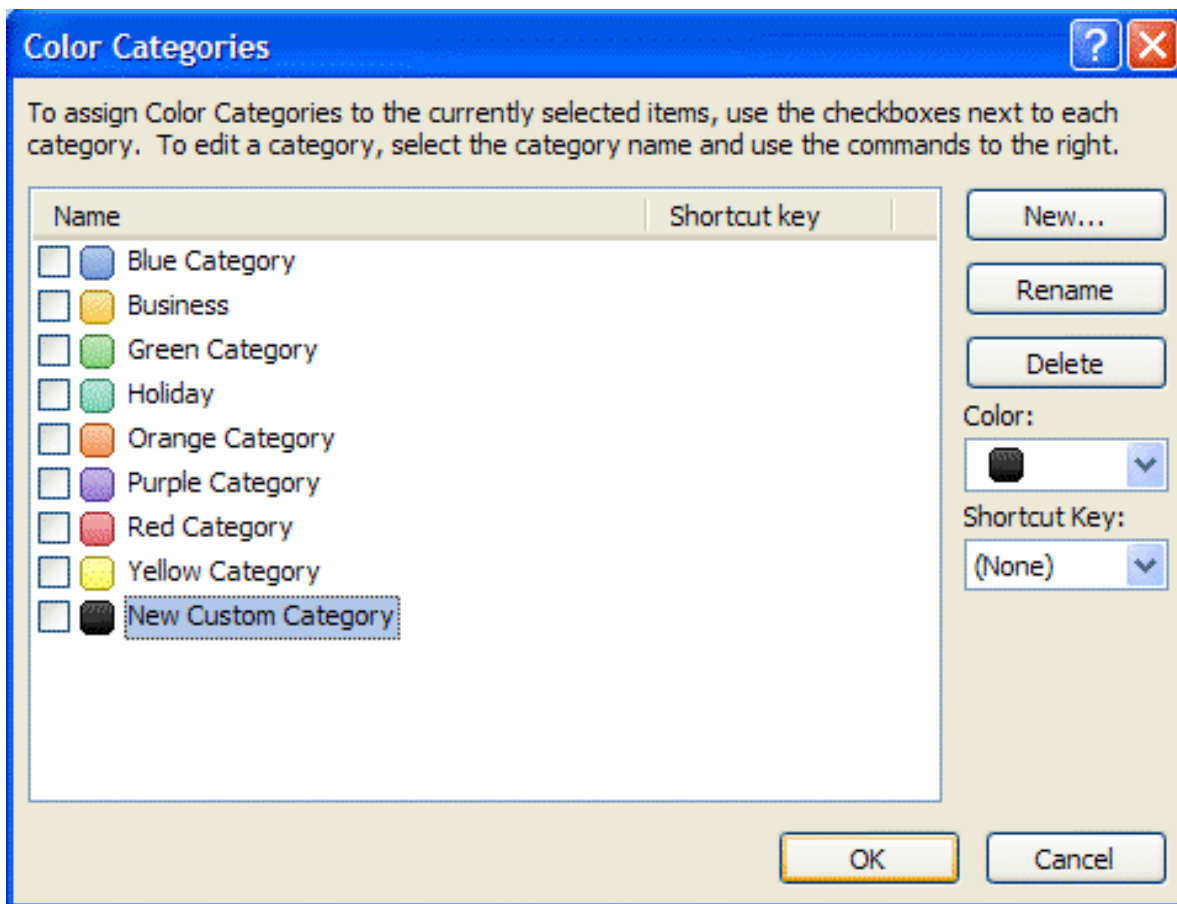 Color Categories
To assign Color Categories to the currently selected items, use the checkboxes next to each
category.  To edit a category, select the category name and use the commands to the right.
Name Shortcut key
Blue Category
Business
Green Category
Holiday
Orange Category
Purple Category
Red Category
Yellow Category
New Custom Category
New...
Rename
Delete
Color:
Shortcut Key:
(None)
OK Cancel